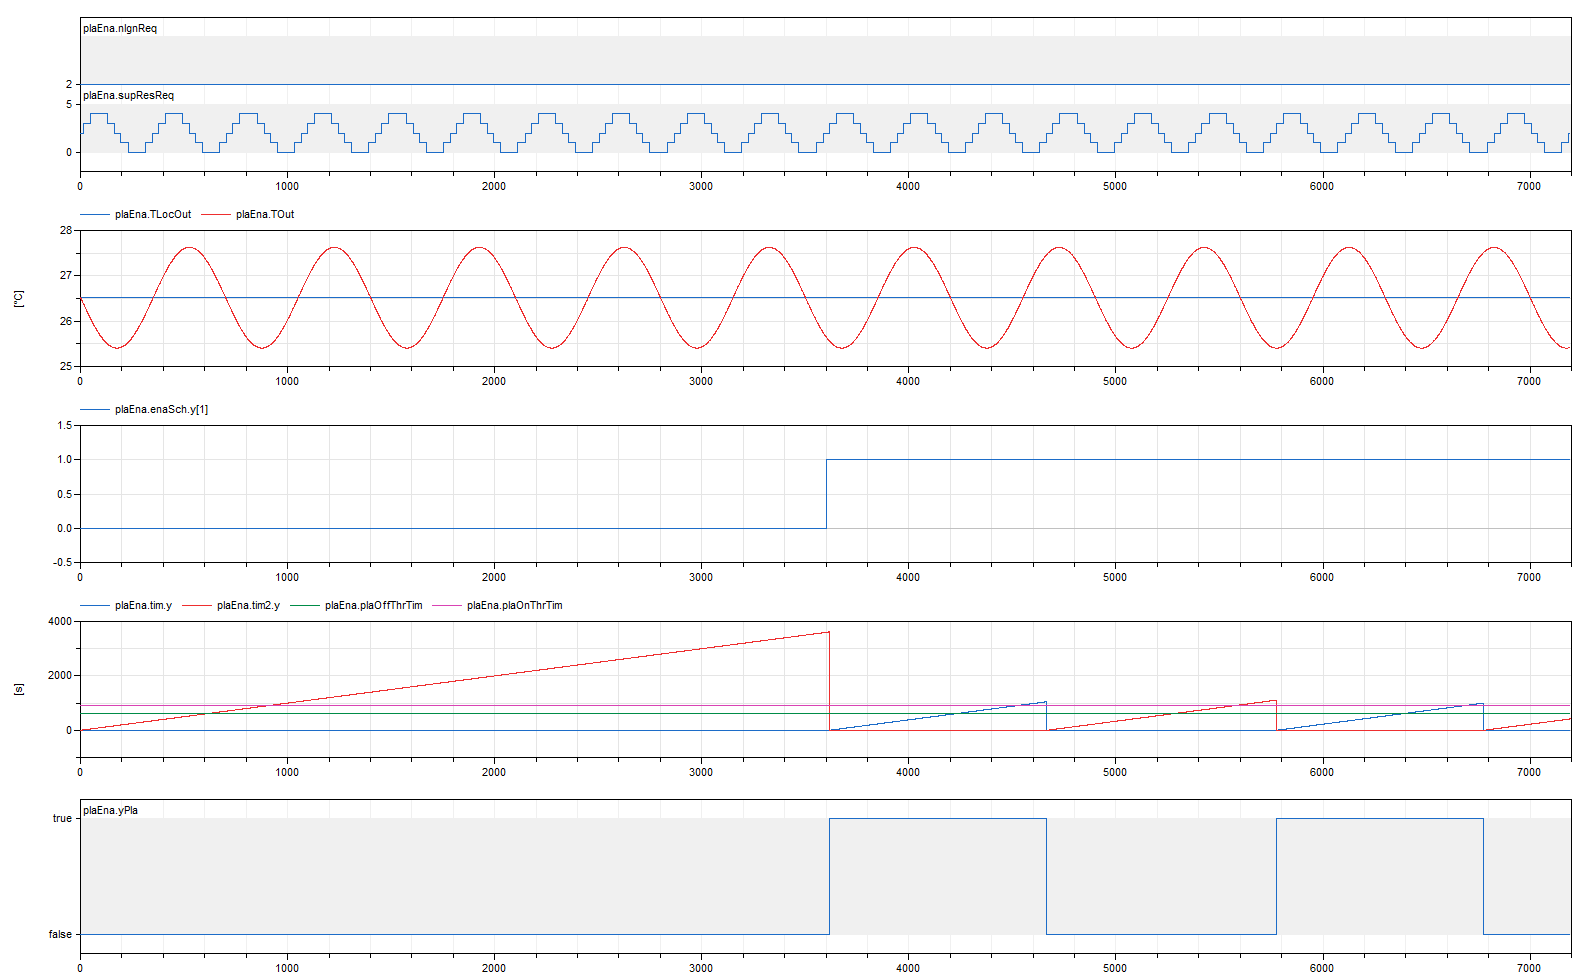 plaEna.nIgnReq
2
plaEna.supResReq
5
0
0 1000 2000 3000 4000 5000 6000 7000
plaEna.TLocOut plaEna.TOut
28
27
[°C]
26
25
0 1000 2000 3000 4000 5000 6000 7000
plaEna.enaSch.y[1]
1.5
1.0
0.5
0.0
-0.5
0 1000 2000 3000 4000 5000 6000 7000
plaEna.tim.y plaEna.tim2.y plaEna.plaOffThrTim plaEna.plaOnThrTim
4000
2000
[s]
0
0 1000 2000 3000 4000 5000 6000 7000
plaEna.yPla
true
false
0 1000 2000 3000 4000 5000 6000 7000